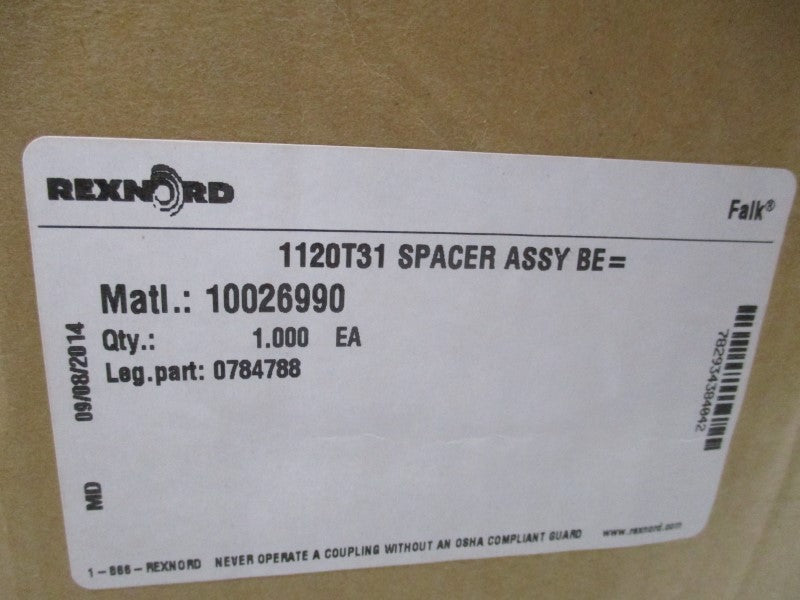 REXNORD
Falk®
1120T31 SPACER ASSY BE=
Matl.: 10026990
Qty.: 1.000 EA
Leg.part: 0784788
MD 09/08/2014
782934384042
1-866-REXNORD NEVER OPERATE A COUPLING WITHOUT AN OSHA COMPLIANT GUARD www.rexnord.com